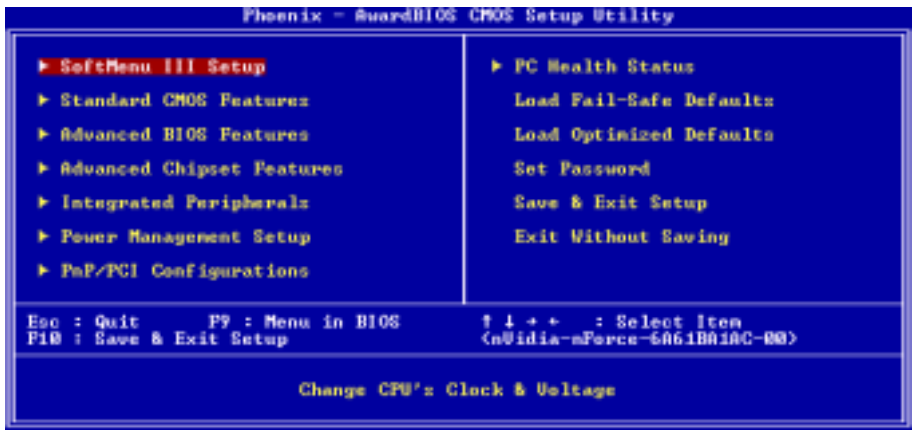 Phoenix - AwardBIOS CMOS Setup Utility
► SoftMenu III Setup
► Standard CMOS Features
► Advanced BIOS Features
► Advanced Chipset Features
► Integrated Peripherals
► Power Management Setup
► PnP/PCI Configurations
► PC Health Status
Load Fail-Safe Defaults
Load Optimized Defaults
Set Password
Save & Exit Setup
Exit Without Saving
Esc : Quit F9 : Menu in BIOS ↑ ↓ → ← : Select Item
F10 : Save & Exit Setup (nVidia-nForce-6A61BA1AC-00)
Change CPU's Clock & Voltage